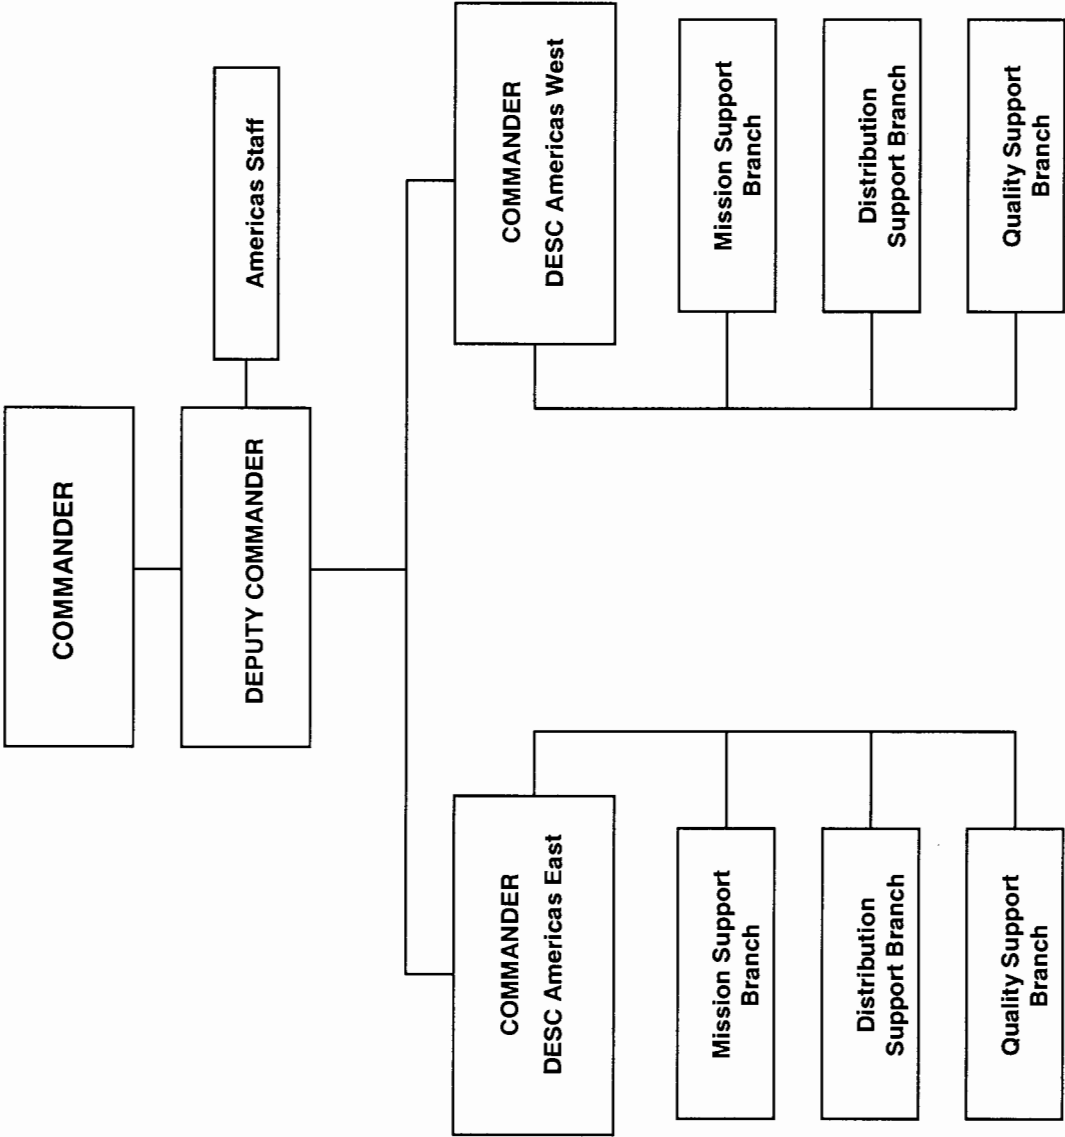 COMMANDER
DEPUTY COMMANDER
Americas Staff
COMMANDER
DESC Americas East
Mission Support
Branch
Distribution
Support Branch
Quality Support
Branch
COMMANDER
DESC Americas West
Mission Support
Branch
Distribution
Support Branch
Quality Support
Branch